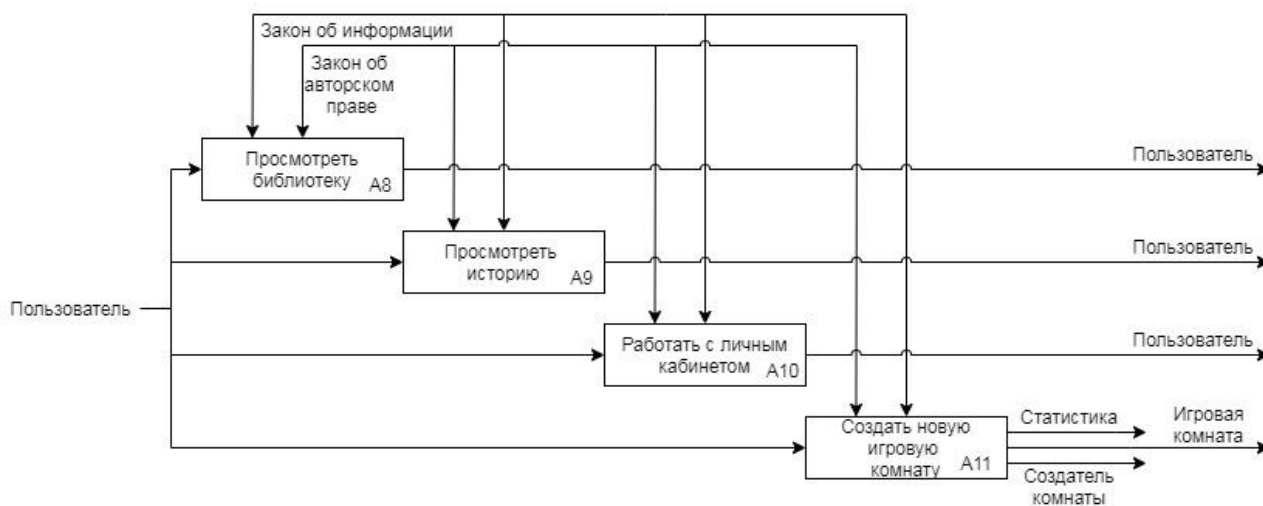 Закон об информации
Закон об
авторском
праве
Просмотреть
библиотеку
A8
Пользователь
Просмотреть
историю
A9
Пользователь
Пользователь
Работать с личным
кабинетом
A10
Пользователь
Создать новую
игровую
комнату
A11
Статистика
Игровая
комната
Создатель
комнаты